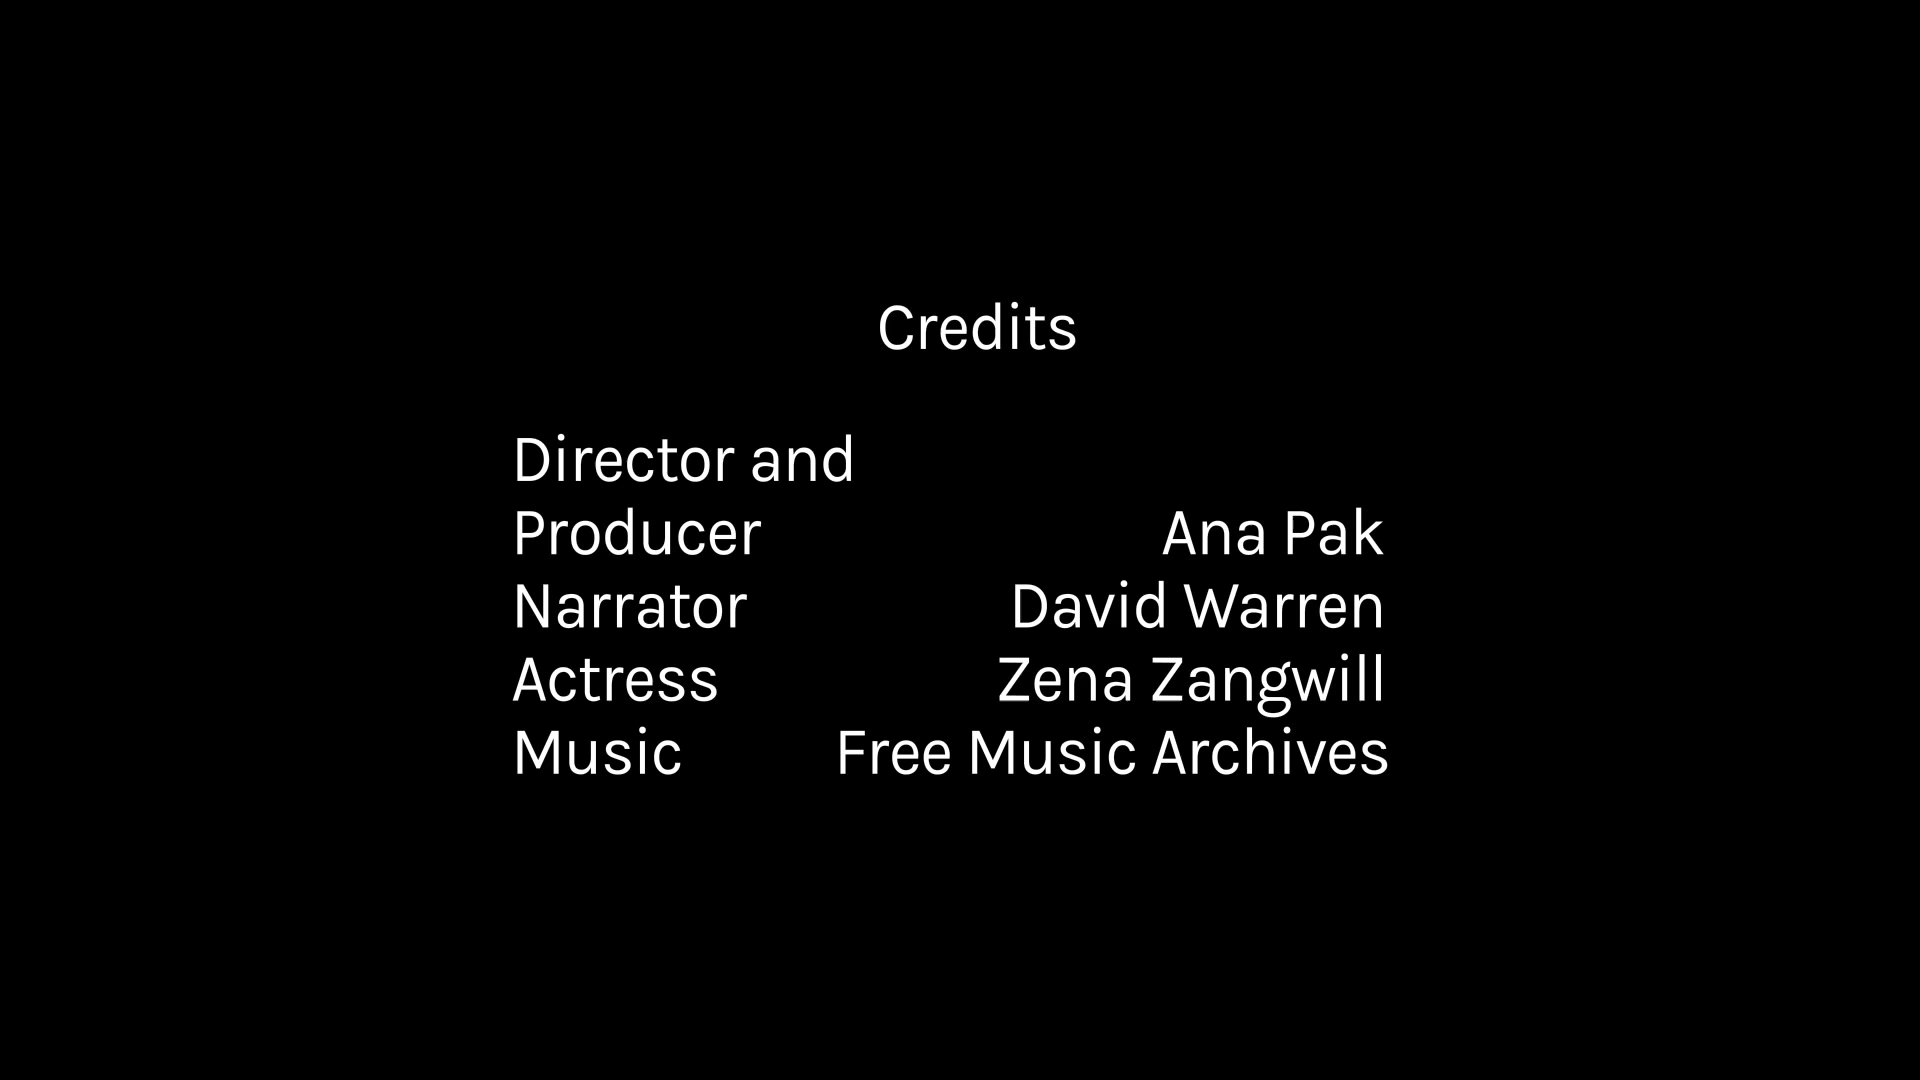 Credits
Director and
Producer Ana Pak
Narrator David Warren
Actress Zena Zangwill
Music Free Music Archives